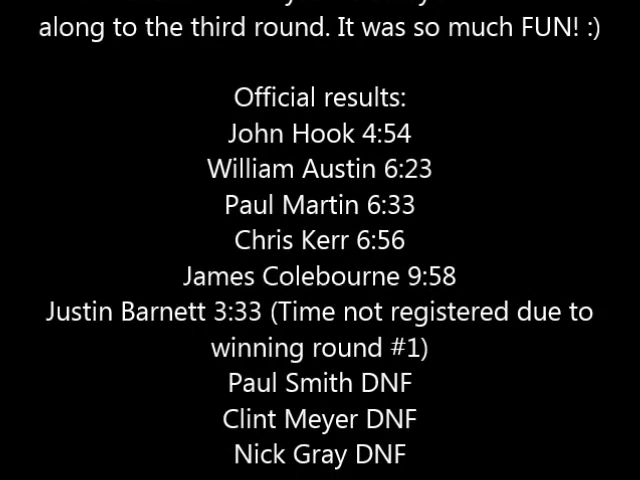 along to the third round. It was so much FUN! :)
Official results:
John Hook 4:54
William Austin 6:23
Paul Martin 6:33
Chris Kerr 6:56
James Colebourne 9:58
Justin Barnett 3:33 (Time not registered due to
winning round #1)
Paul Smith DNF
Clint Meyer DNF
Nick Gray DNF